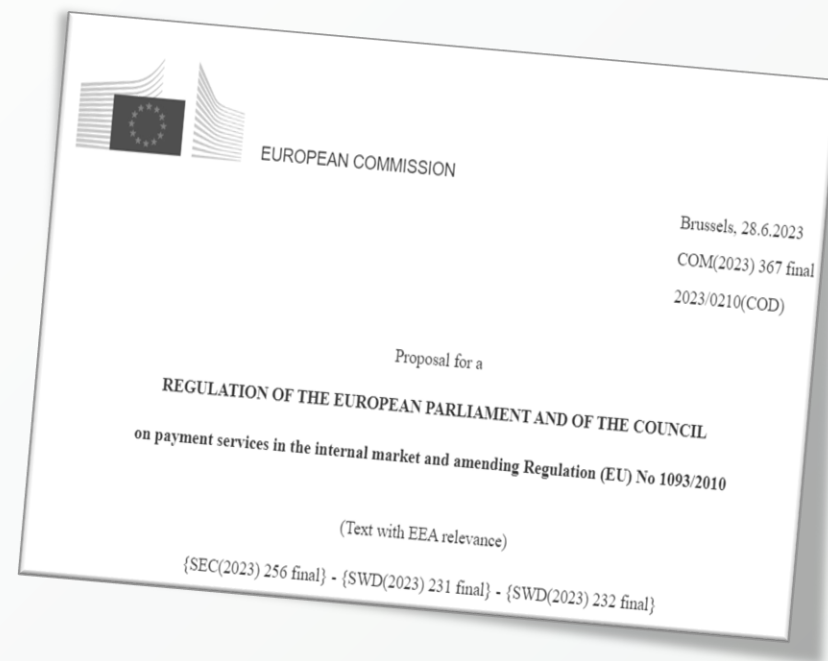 EUROPEAN COMMISSION
Brussels, 28.6.2023
COM(2023) 367 final
2023/0210(COD)
Proposal for a
REGULATION OF THE EUROPEAN PARLIAMENT AND OF THE COUNCIL
on payment services in the internal market and amending Regulation (EU) No 1093/2010
(Text with EEA relevance)
{SEC(2023) 256 final} - {SWD(2023) 231 final} - {SWD(2023) 232 final}